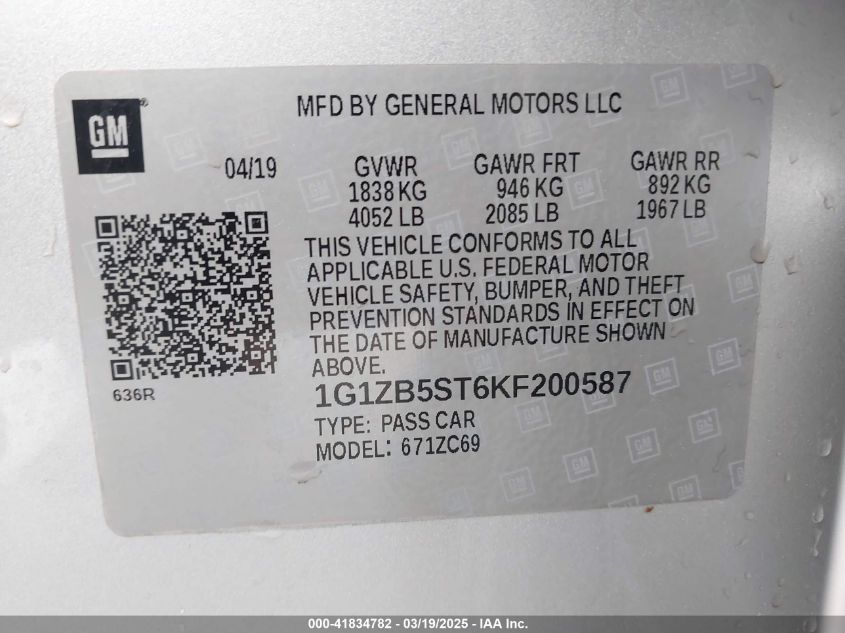 GM
MFD BY GENERAL MOTORS LLC
04/19
GVWR GAWR FRT GAWR RR
1838 KG 946 KG 892 KG
4052 LB 2085 LB 1967 LB
THIS VEHICLE CONFORMS TO ALL
APPLICABLE U.S. FEDERAL MOTOR
VEHICLE SAFETY, BUMPER, AND THEFT
PREVENTION STANDARDS IN EFFECT ON
THE DATE OF MANUFACTURE SHOWN
ABOVE.
636R
1G1ZB5ST6KF200587
TYPE: PASS CAR
MODEL: 671ZC69
000-41834782 - 03/19/2025 - IAA Inc.